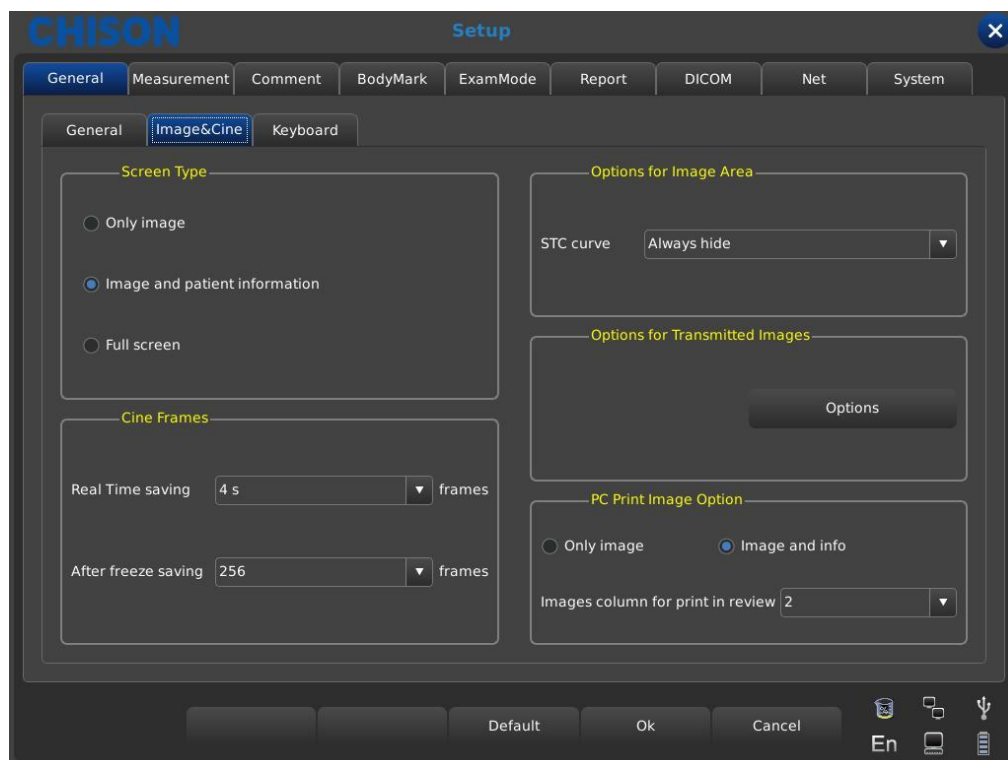 CHISON
Setup
General Measurement Comment BodyMark ExamMode Report DICOM Net System
General Image&Cine Keyboard
Screen Type
Only image
Image and patient information
Full screen
Cine Frames
Real Time saving 4 s frames
After freeze saving 256 frames
Options for Image Area
STC curve Always hide
Options for Transmitted Images
Options
PC Print Image Option
Only image Image and info
Images column for print in review 2
Default Ok Cancel
En